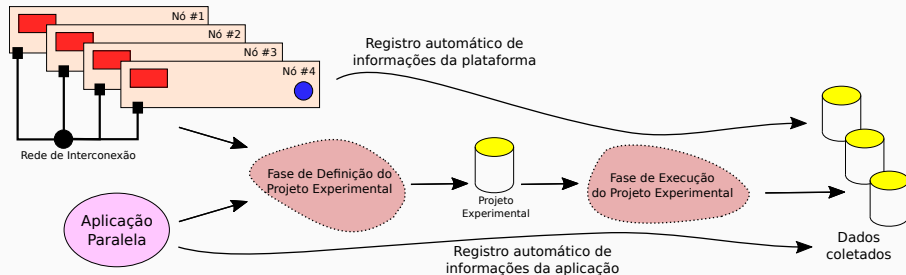 Nó #1
Nó #2
Nó #3
Nó #4
Rede de Interconexão
Registro automático de
informações da plataforma
Fase de Definição do
Projeto Experimental
Projeto
Experimental
Fase de Execução
do Projeto Experimental
Aplicação
Paralela
Registro automático de
informações da aplicação
Dados
coletados